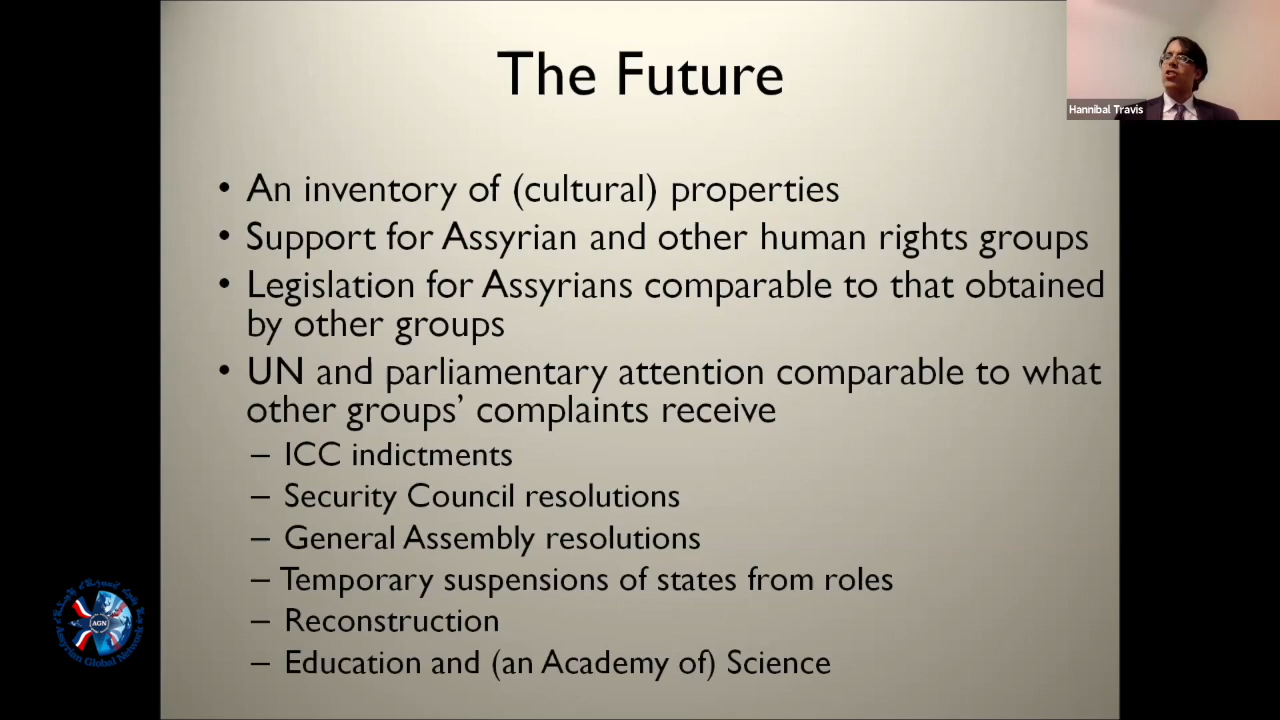 The Future
Hannibal Travis
• An inventory of (cultural) properties
• Support for Assyrian and other human rights groups
• Legislation for Assyrians comparable to that obtained
by other groups
• UN and parliamentary attention comparable to what
other groups’ complaints receive
– ICC indictments
– Security Council resolutions
– General Assembly resolutions
– Temporary suspensions of states from roles
– Reconstruction
– Education and (an Academy of) Science
AGN
Assyrian Global Network